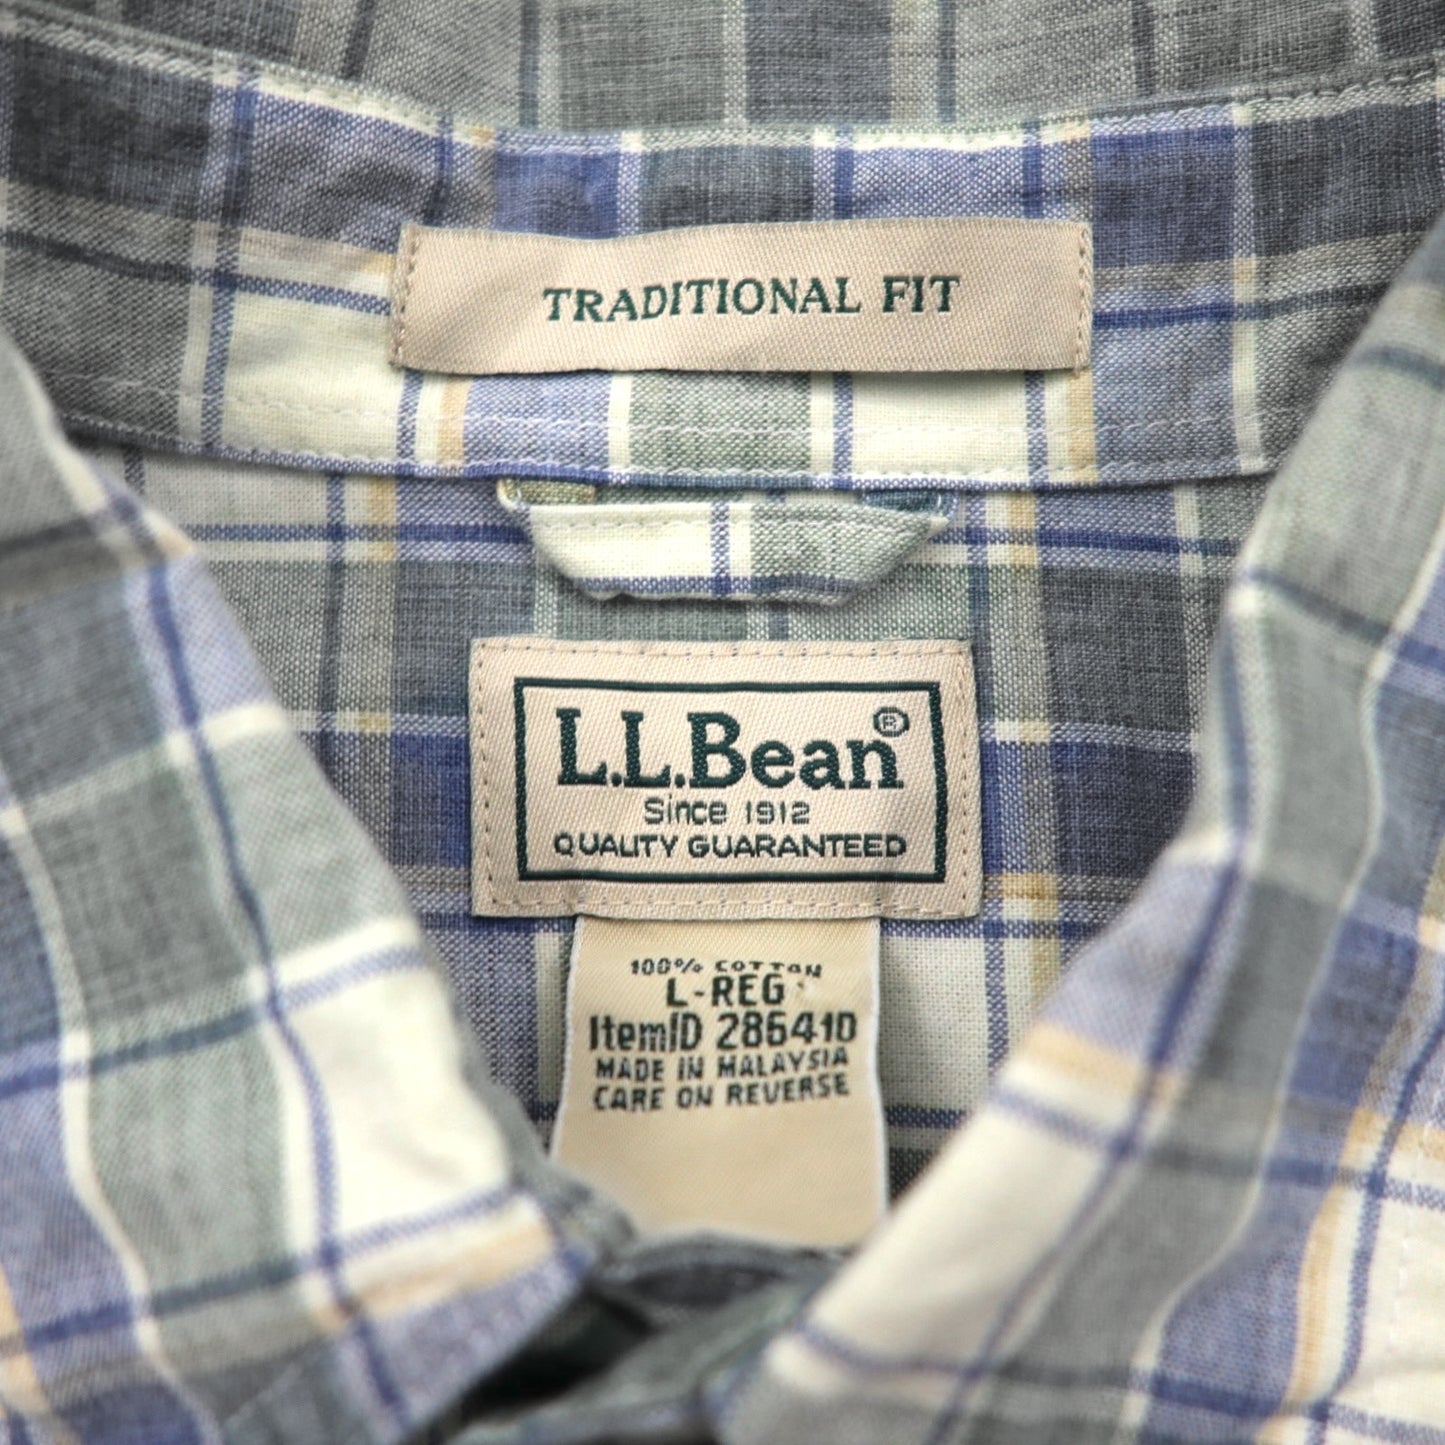 TRADITIONAL FIT
L.L.Bean®
Since 1912
QUALITY GUARANTEED
100% COTTON
L-REG
ItemID 286410
MADE IN MALAYSIA
CARE ON REVERSE